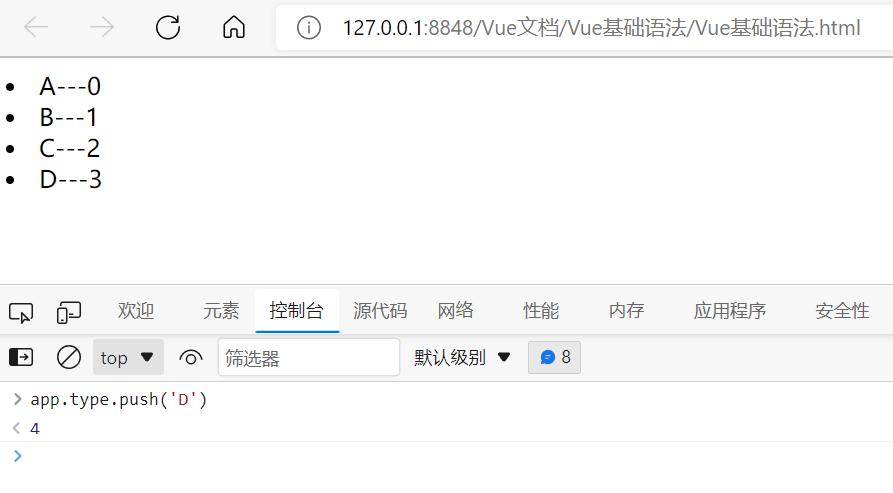 127.0.0.1:8848/Vue文档/Vue基础语法/Vue基础语法.html
A---0
B---1
C---2
D---3
欢迎 元素 控制台 源代码 网络 性能 内存 应用程序 安全性
top 筛选器 默认级别 8
app.type.push('D')
4